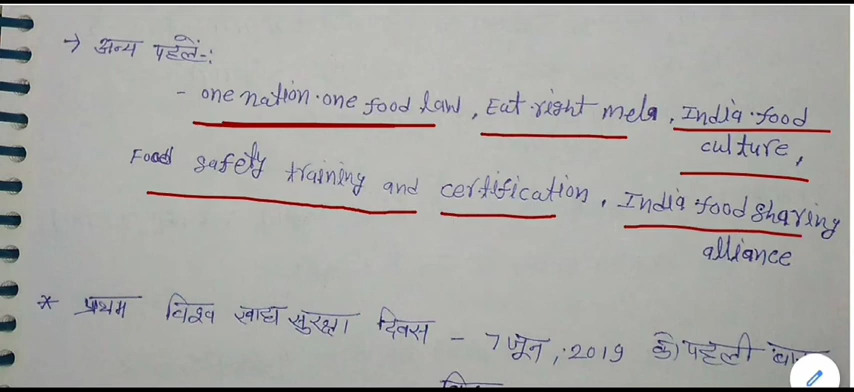 → अन्य पहलें-:
- one nation.one food law, Eat right mela, India.food
culture,
Food safety training and certification, India.food sharing
alliance
* प्रथम विश्व खाद्य सुरक्षा दिवस - 7 जून, 2019 को पहली बार